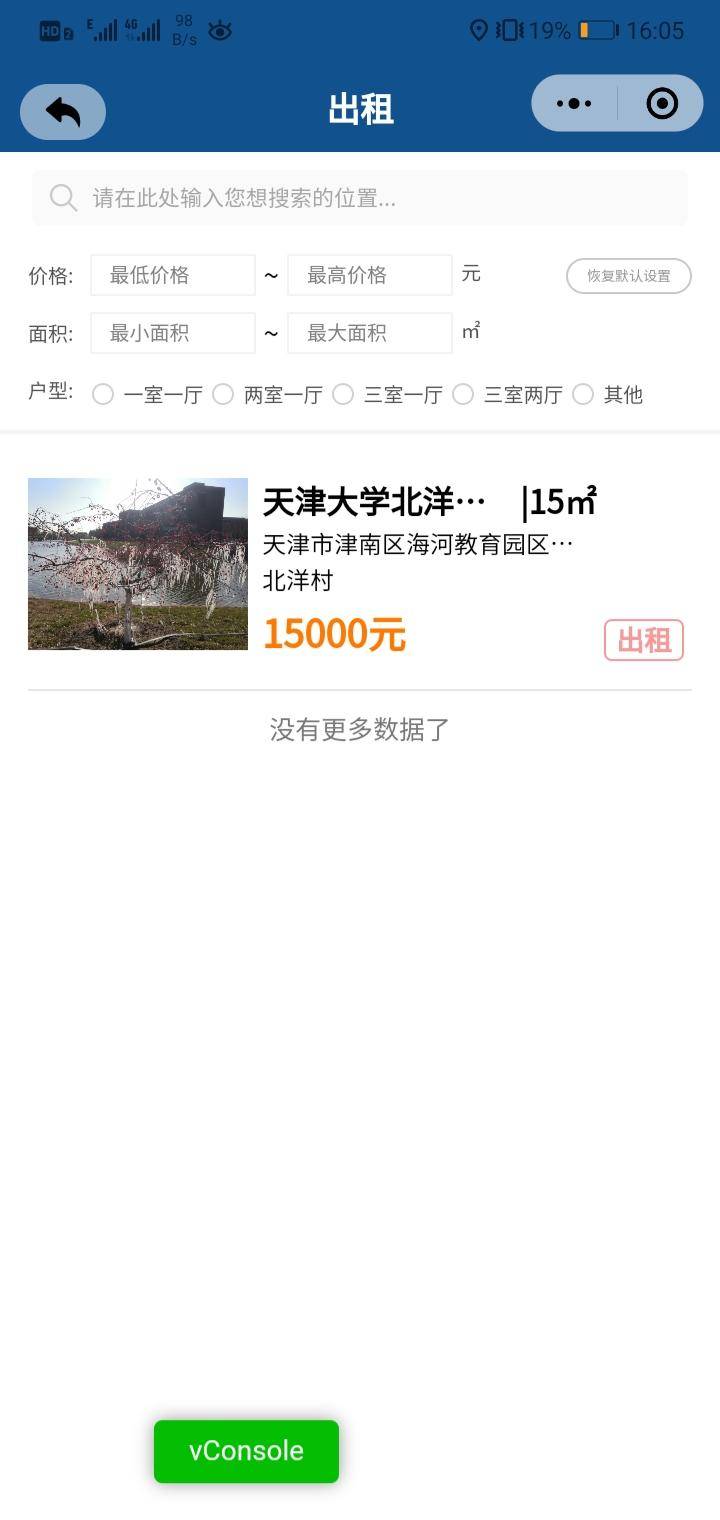 HD 2 E 4G 98 B/s 19% 16:05
出租
请在此处输入您想搜索的位置...
价格: 最低价格 ~ 最高价格 元 恢复默认设置
面积: 最小面积 ~ 最大面积 ㎡
户型: 一室一厅 两室一厅 三室一厅 三室两厅 其他
天津大学北洋… |15㎡
天津市津南区海河教育园区…
北洋村
15000元 出租
没有更多数据了
vConsole